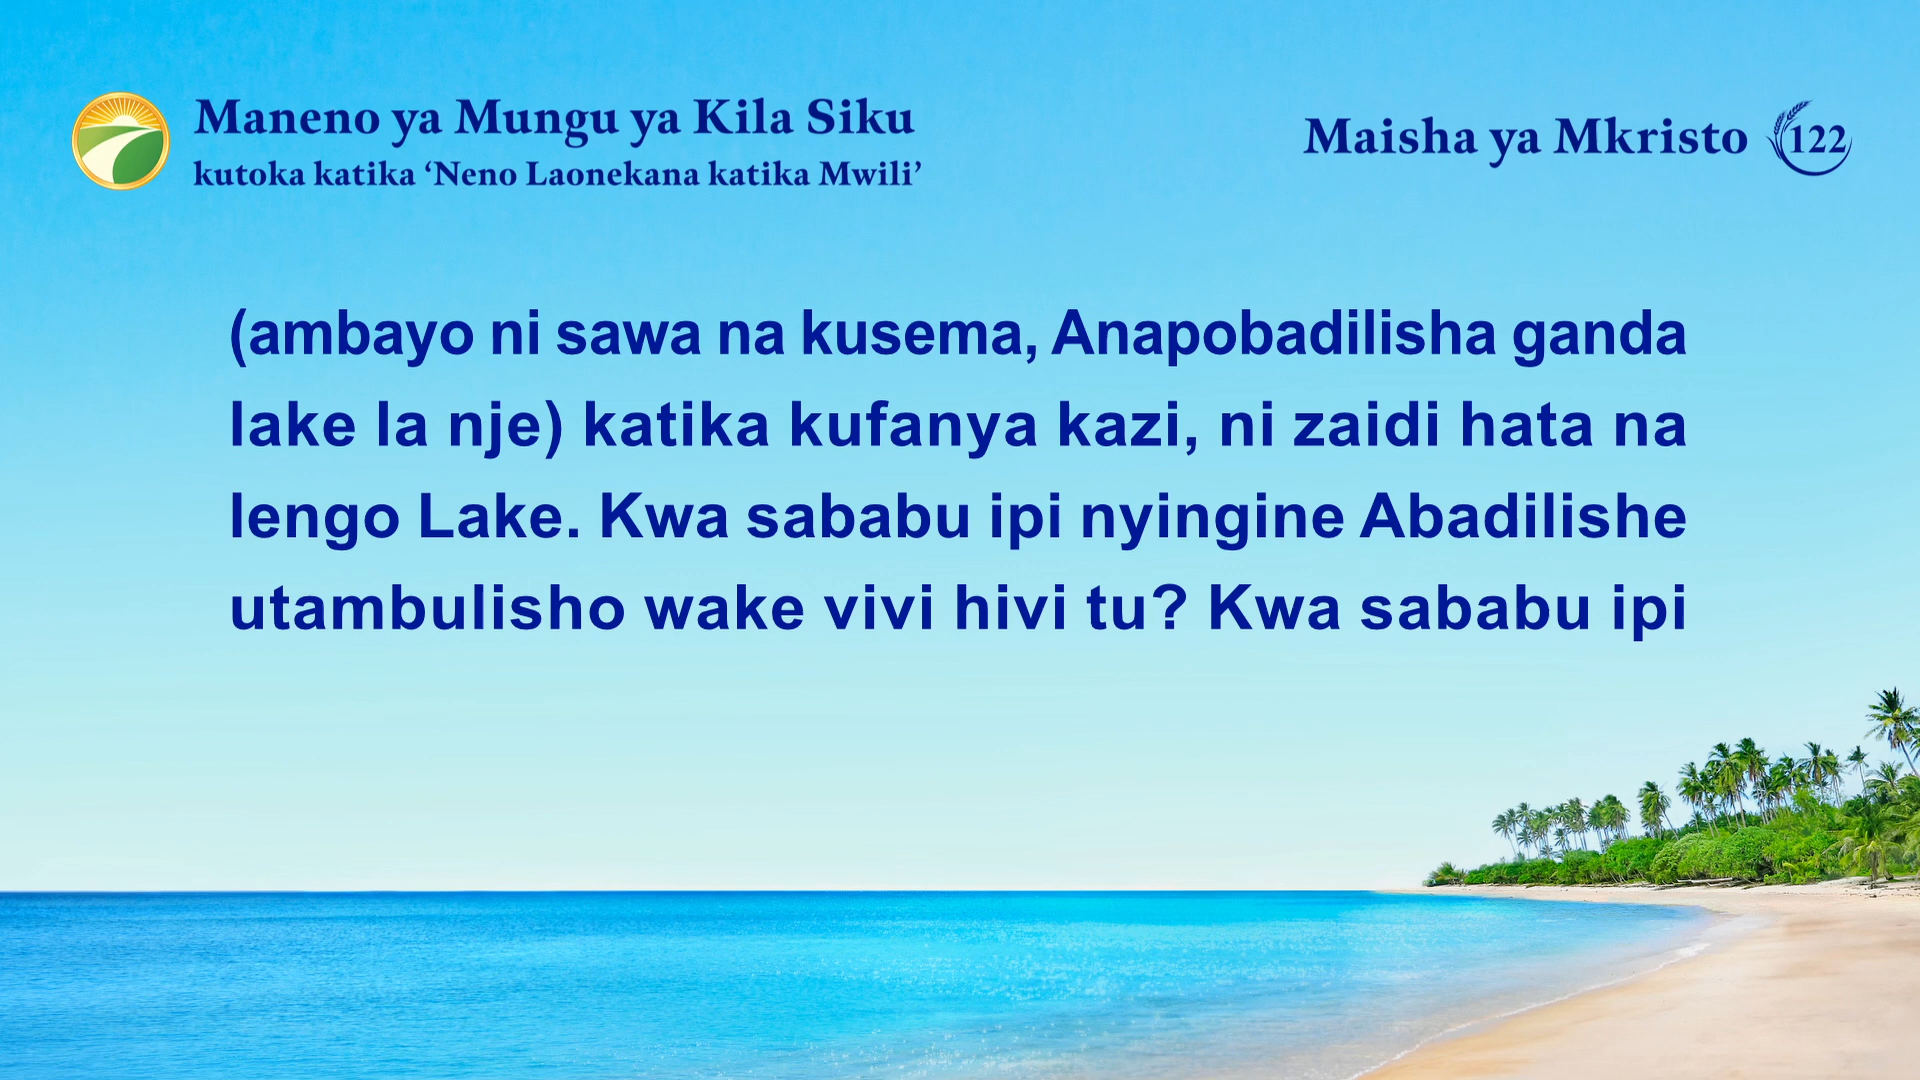 Maneno ya Mungu ya Kila Siku
kutoka katika ‘Neno Laonekana katika Mwili’
Maisha ya Mkristo 122
(ambayo ni sawa na kusema, Anapobadilisha ganda
lake la nje) katika kufanya kazi, ni zaidi hata na
lengo Lake. Kwa sababu ipi nyingine Abadilishe
utambulisho wake vivi hivi tu? Kwa sababu ipi